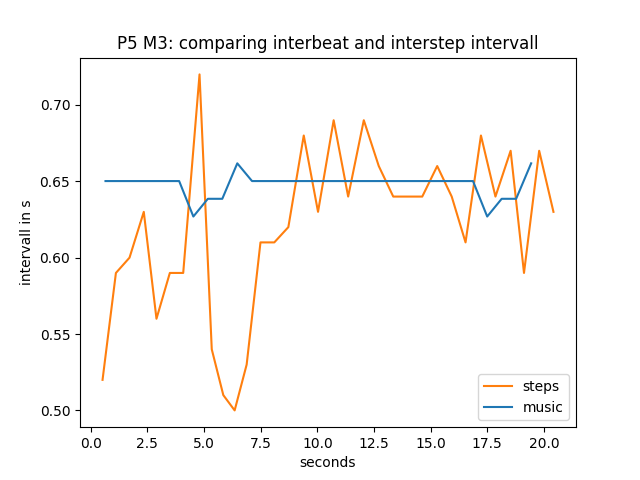 P5 M3: comparing interbeat and interstep intervall
0.70
0.65
0.60
0.55
0.50
intervall in s
0.0 2.5 5.0 7.5 10.0 12.5 15.0 17.5 20.0
seconds
steps
music